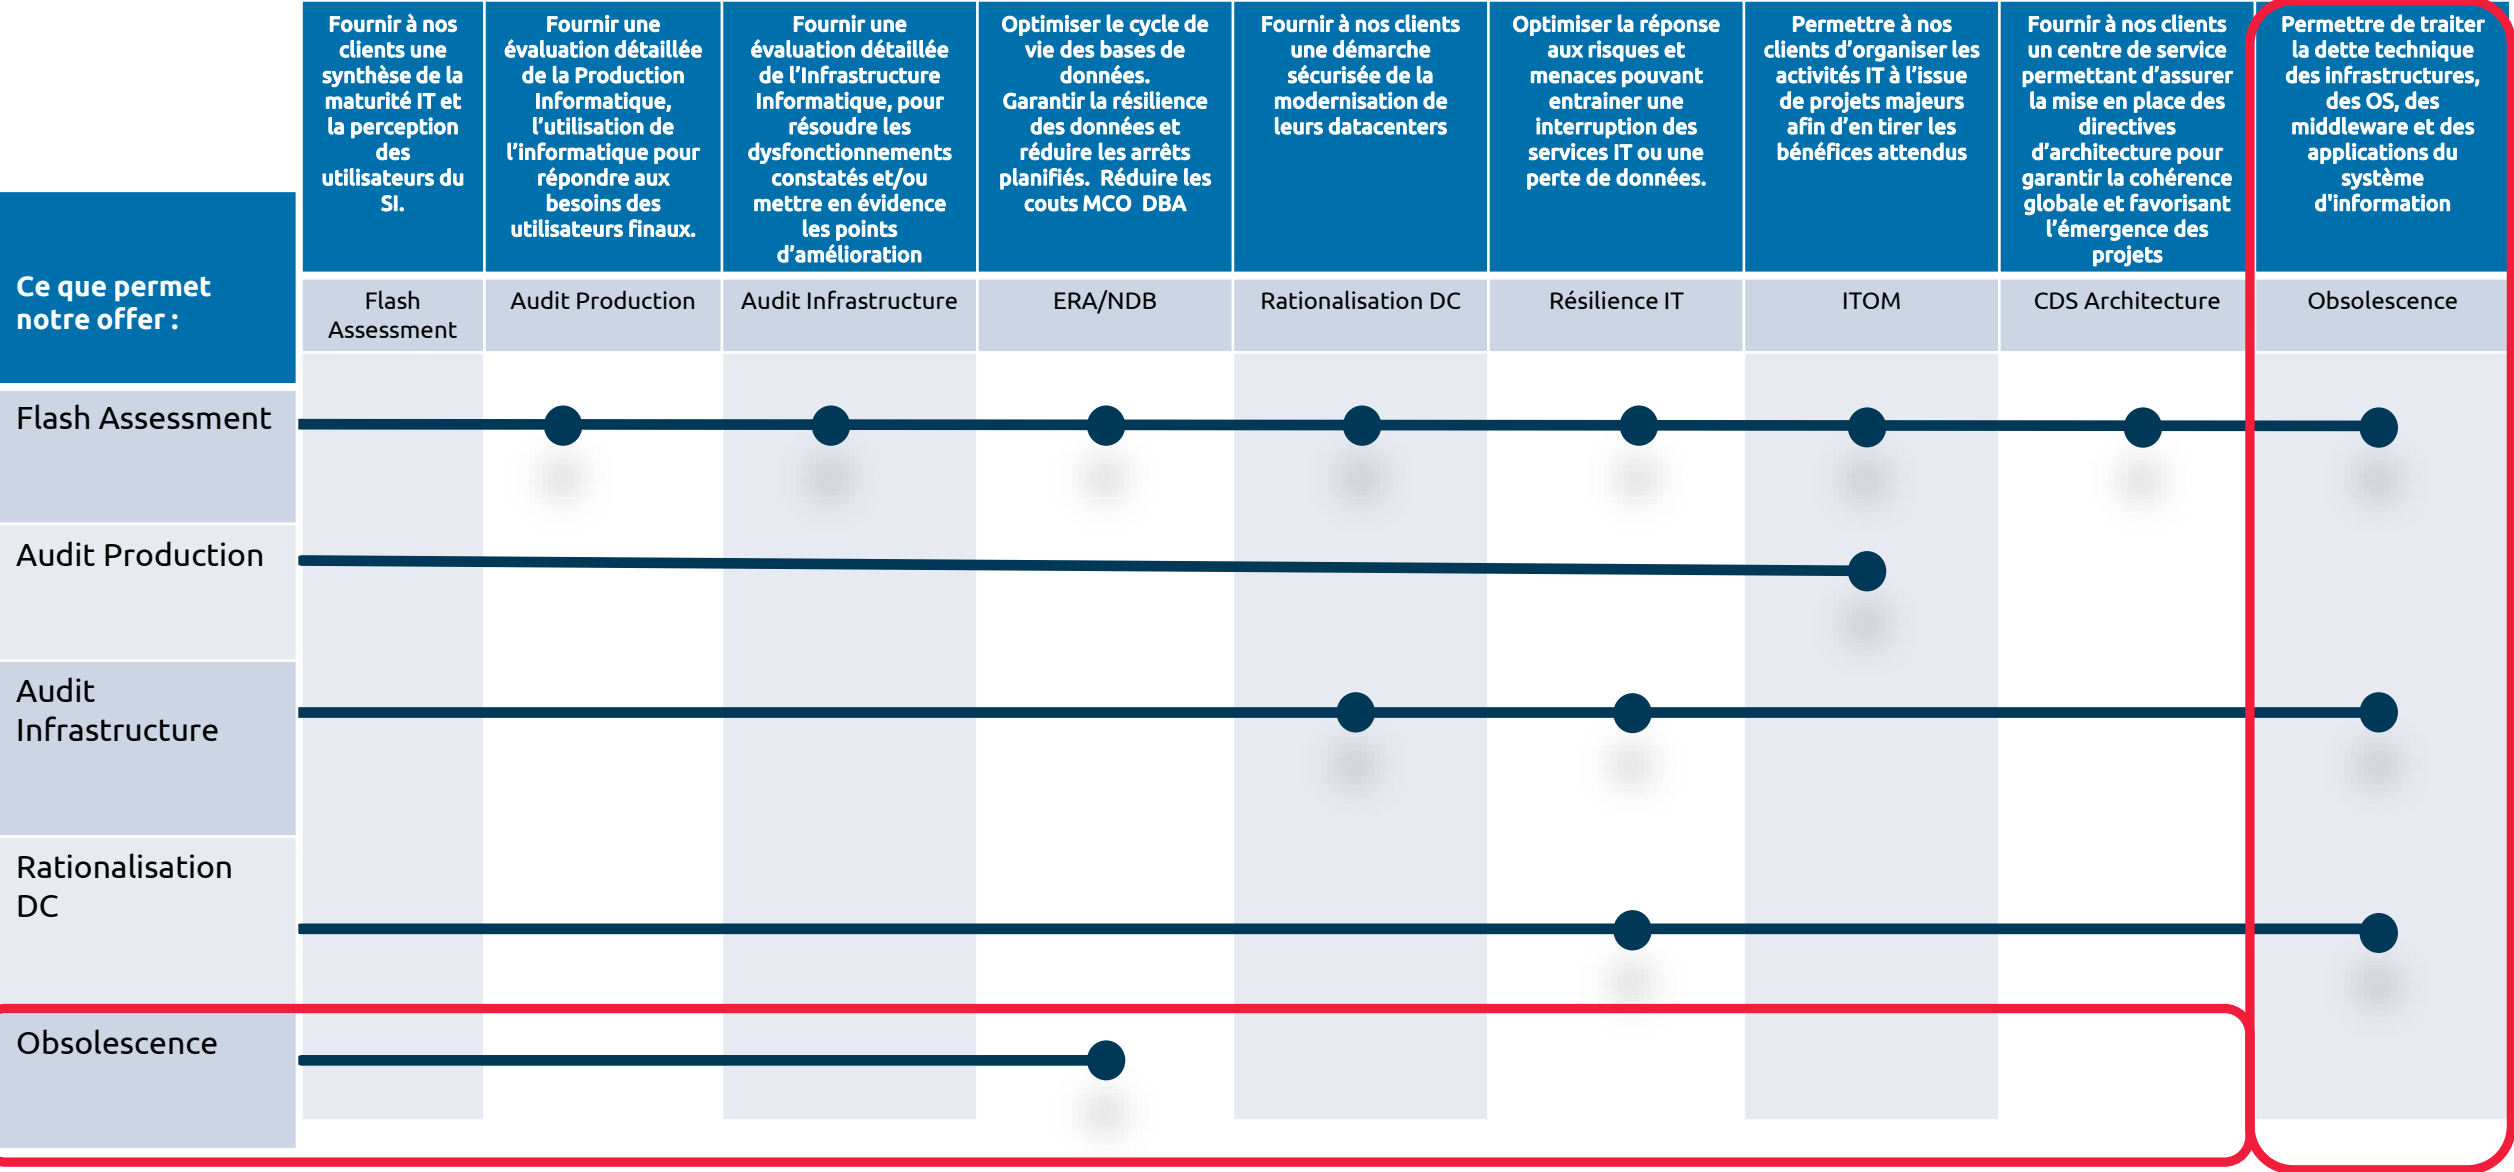 Fournir à nos
clients une
synthèse de la
maturité IT et
la perception
des
utilisateurs du
SI.
Fournir une
évaluation détaillée
de la Production
Informatique,
l’utilisation de
l’informatique pour
répondre aux
besoins des
utilisateurs finaux.
Fournir une
évaluation détaillée
de l’Infrastructure
Informatique, pour
résoudre les
dysfonctionnements
constatés et/ou
mettre en évidence
les points
d’amélioration
Optimiser le cycle de
vie des bases de
données.
Garantir la résilience
des données et
réduire les arrêts
planifiés. Réduire les
couts MCO DBA
Fournir à nos clients
une démarche
sécurisée de la
modernisation de
leurs datacenters
Optimiser la réponse
aux risques et
menaces pouvant
entrainer une
interruption des
services IT ou une
perte de données.
Permettre à nos
clients d’organiser les
activités IT à l’issue
de projets majeurs
afin d’en tirer les
bénéfices attendus
Fournir à nos clients
un centre de service
permettant d’assurer
la mise en place des
directives
d’architecture pour
garantir la cohérence
globale et favorisant
l’émergence des
projets
Permettre de traiter
la dette technique
des infrastructures,
des OS, des
middleware et des
applications du
système
d'information
Ce que permet
notre offer :
Flash
Assessment
Audit Production
Audit Infrastructure
ERA/NDB
Rationalisation DC
Résilience IT
ITOM
CDS Architecture
Obsolescence
Flash Assessment
Audit Production
Audit
Infrastructure
Rationalisation
DC
Obsolescence